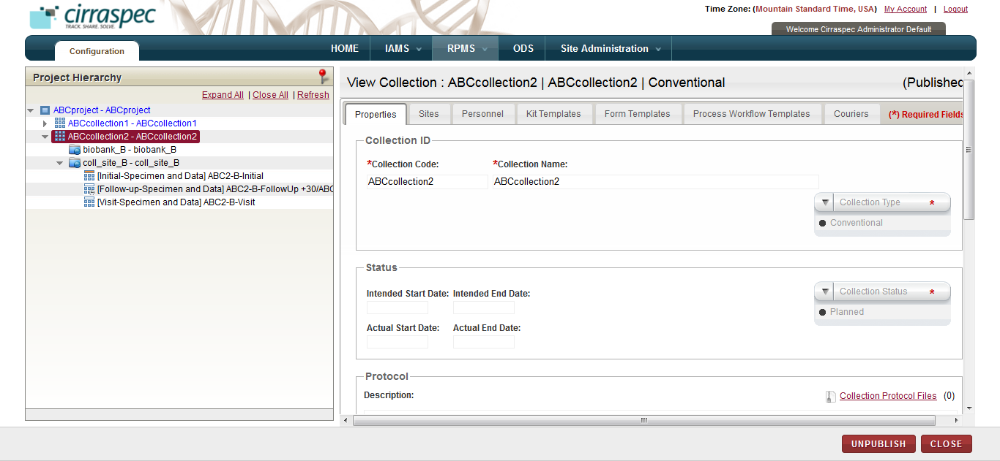 cirraspec
TRACK. SHARE. SOLVE.
Time Zone: (Mountain Standard Time, USA) My Account | Logout
Welcome Cirraspec Administrator Default
Configuration
HOME IAMS RPMS ODS Site Administration
Project Hierarchy
Expand All | Close All | Refresh
ABCproject - ABCproject
ABCcollection1 - ABCcollection1
ABCcollection2 - ABCcollection2
biobank_B - biobank_B
coll_site_B - coll_site_B
[Initial-Specimen and Data] ABC2-B-Initial
[Follow-up-Specimen and Data] ABC2-B-FollowUp +30/ABC
[Visit-Specimen and Data] ABC2-B-Visit
View Collection : ABCcollection2 | ABCcollection2 | Conventional (Published
Properties Sites Personnel Kit Templates Form Templates Process Workflow Templates Couriers (*) Required Fields
Collection ID
*Collection Code: *Collection Name:
ABCcollection2 ABCcollection2
Collection Type *
Conventional
Status
Intended Start Date: Intended End Date:
Collection Status *
Planned
Actual Start Date: Actual End Date:
Protocol
Description:
Collection Protocol Files (0)
UNPUBLISH CLOSE